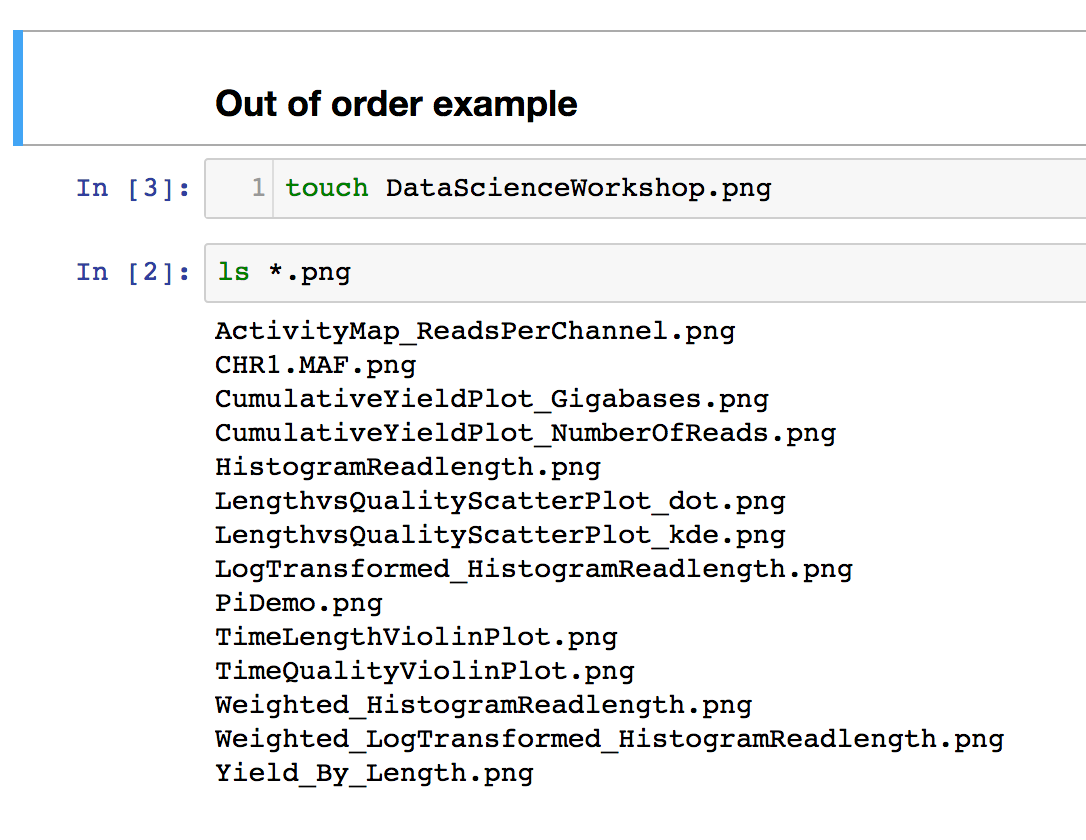 Out of order example
In [3]: 1 touch DataScienceWorkshop.png
In [2]: ls *.png
ActivityMap_ReadsPerChannel.png
CHR1.MAF.png
CumulativeYieldPlot_Gigabases.png
CumulativeYieldPlot_NumberOfReads.png
HistogramReadlength.png
LengthvsQualityScatterPlot_dot.png
LengthvsQualityScatterPlot_kde.png
LogTransformed_HistogramReadlength.png
PiDemo.png
TimeLengthViolinPlot.png
TimeQualityViolinPlot.png
Weighted_HistogramReadlength.png
Weighted_LogTransformed_HistogramReadlength.png
Yield_By_Length.png